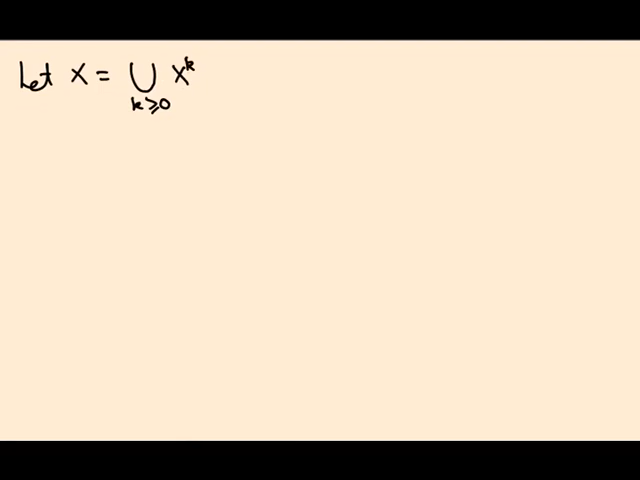 Let X = ⋃ X^k
k≥0